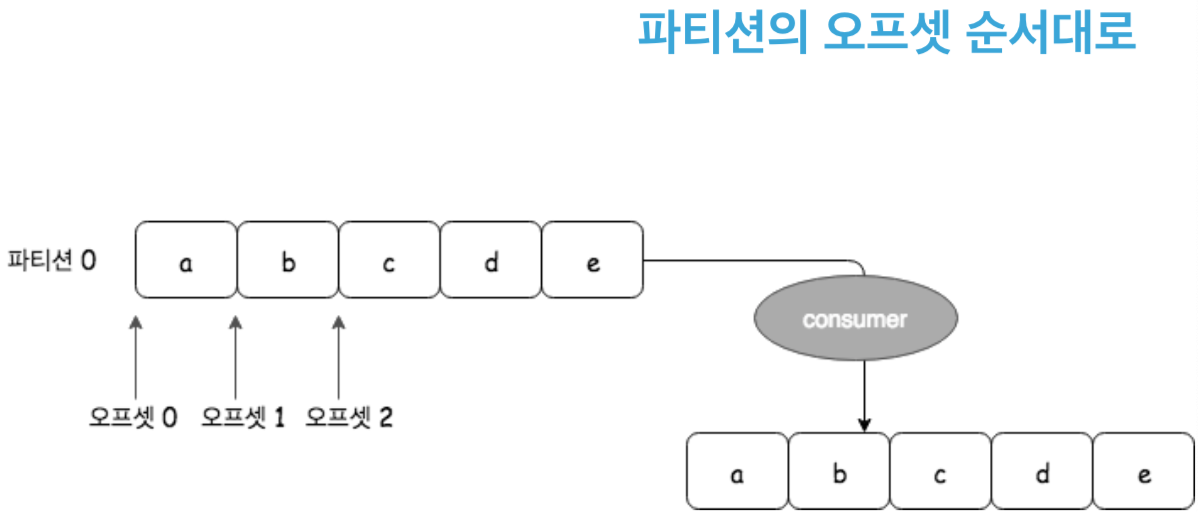 파티션의 오프셋 순서대로
파티션 0
a b c d e
consumer
오프셋 0 오프셋 1 오프셋 2
a b c d e